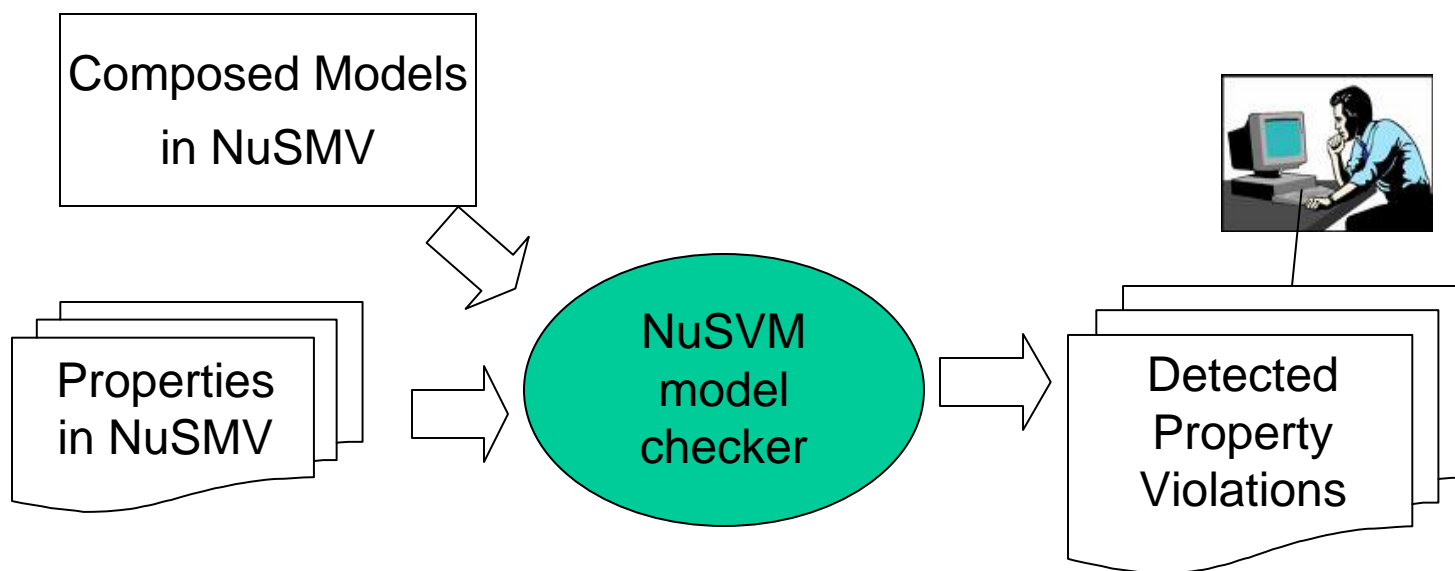 Composed Models
in NuSMV
Properties
in NuSMV
NuSVM
model
checker
Detected
Property
Violations